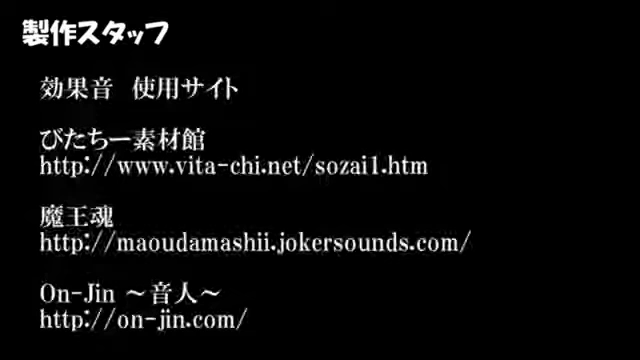 製作スタッフ
効果音　使用サイト
びたちー素材館
http://www.vita-chi.net/sozai1.htm
魔王魂
http://maoudamashii.jokersounds.com/
On-Jin ～音人～
http://on-jin.com/